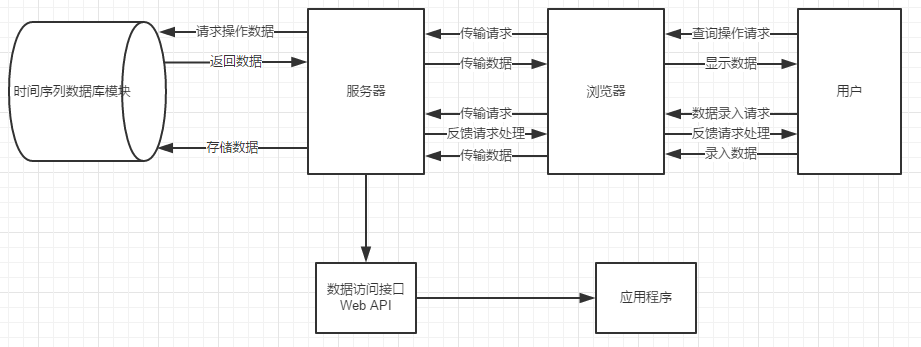 请求操作数据
传输请求
查询操作请求
返回数据
传输数据
显示数据
时间序列数据库模块
服务器
浏览器
用户
传输请求
数据录入请求
反馈请求处理
反馈请求处理
存储数据
传输数据
录入数据
数据访问接口
Web API
应用程序